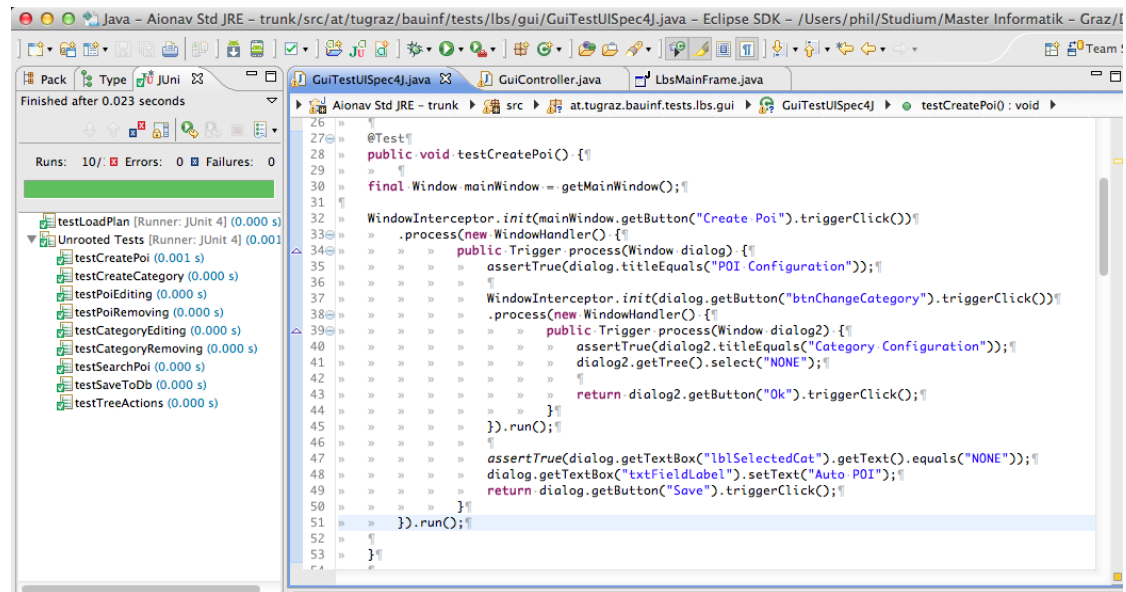 Java – Aionav Std JRE – trunk/src/at/tugraz/bauinf/tests/lbs/gui/GuiTestUISpec4J.java – Eclipse SDK – /Users/phil/Studium/Master Informatik – Graz/D
Team S
Pack Type JUni
GuiTestUISpec4J.java GuiController.java LbsMainFrame.java
Finished after 0.023 seconds
Aionav Std JRE – trunk src at.tugraz.bauinf.tests.lbs.gui GuiTestUISpec4J testCreatePoi() : void
Runs: 10/ Errors: 0 Failures: 0
testLoadPlan [Runner: JUnit 4] (0.000 s)
Unrooted Tests [Runner: JUnit 4] (0.001
testCreatePoi (0.001 s)
testCreateCategory (0.000 s)
testPoiEditing (0.000 s)
testPoiRemoving (0.000 s)
testCategoryEditing (0.000 s)
testCategoryRemoving (0.000 s)
testSearchPoi (0.000 s)
testSaveToDb (0.000 s)
testTreeActions (0.000 s)
26
27 @Test
28 public void testCreatePoi() {
29
30 final Window mainWindow = getMainWindow();
31
32 WindowInterceptor.init(mainWindow.getButton("Create Poi").triggerClick())
33 .process(new WindowHandler() {
34 public Trigger process(Window dialog) {
35 assertTrue(dialog.titleEquals("POI Configuration"));
36
37 WindowInterceptor.init(dialog.getButton("btnChangeCategory").triggerClick())
38 .process(new WindowHandler() {
39 public Trigger process(Window dialog2) {
40 assertTrue(dialog2.titleEquals("Category Configuration"));
41 dialog2.getTree().select("NONE");
42
43 return dialog2.getButton("Ok").triggerClick();
44 }
45 }).run();
46
47 assertTrue(dialog.getTextBox("lblSelectedCat").getText().equals("NONE"));
48 dialog.getTextBox("txtFieldLabel").setText("Auto POI");
49 return dialog.getButton("Save").triggerClick();
50 }
51 }).run();
52
53 }